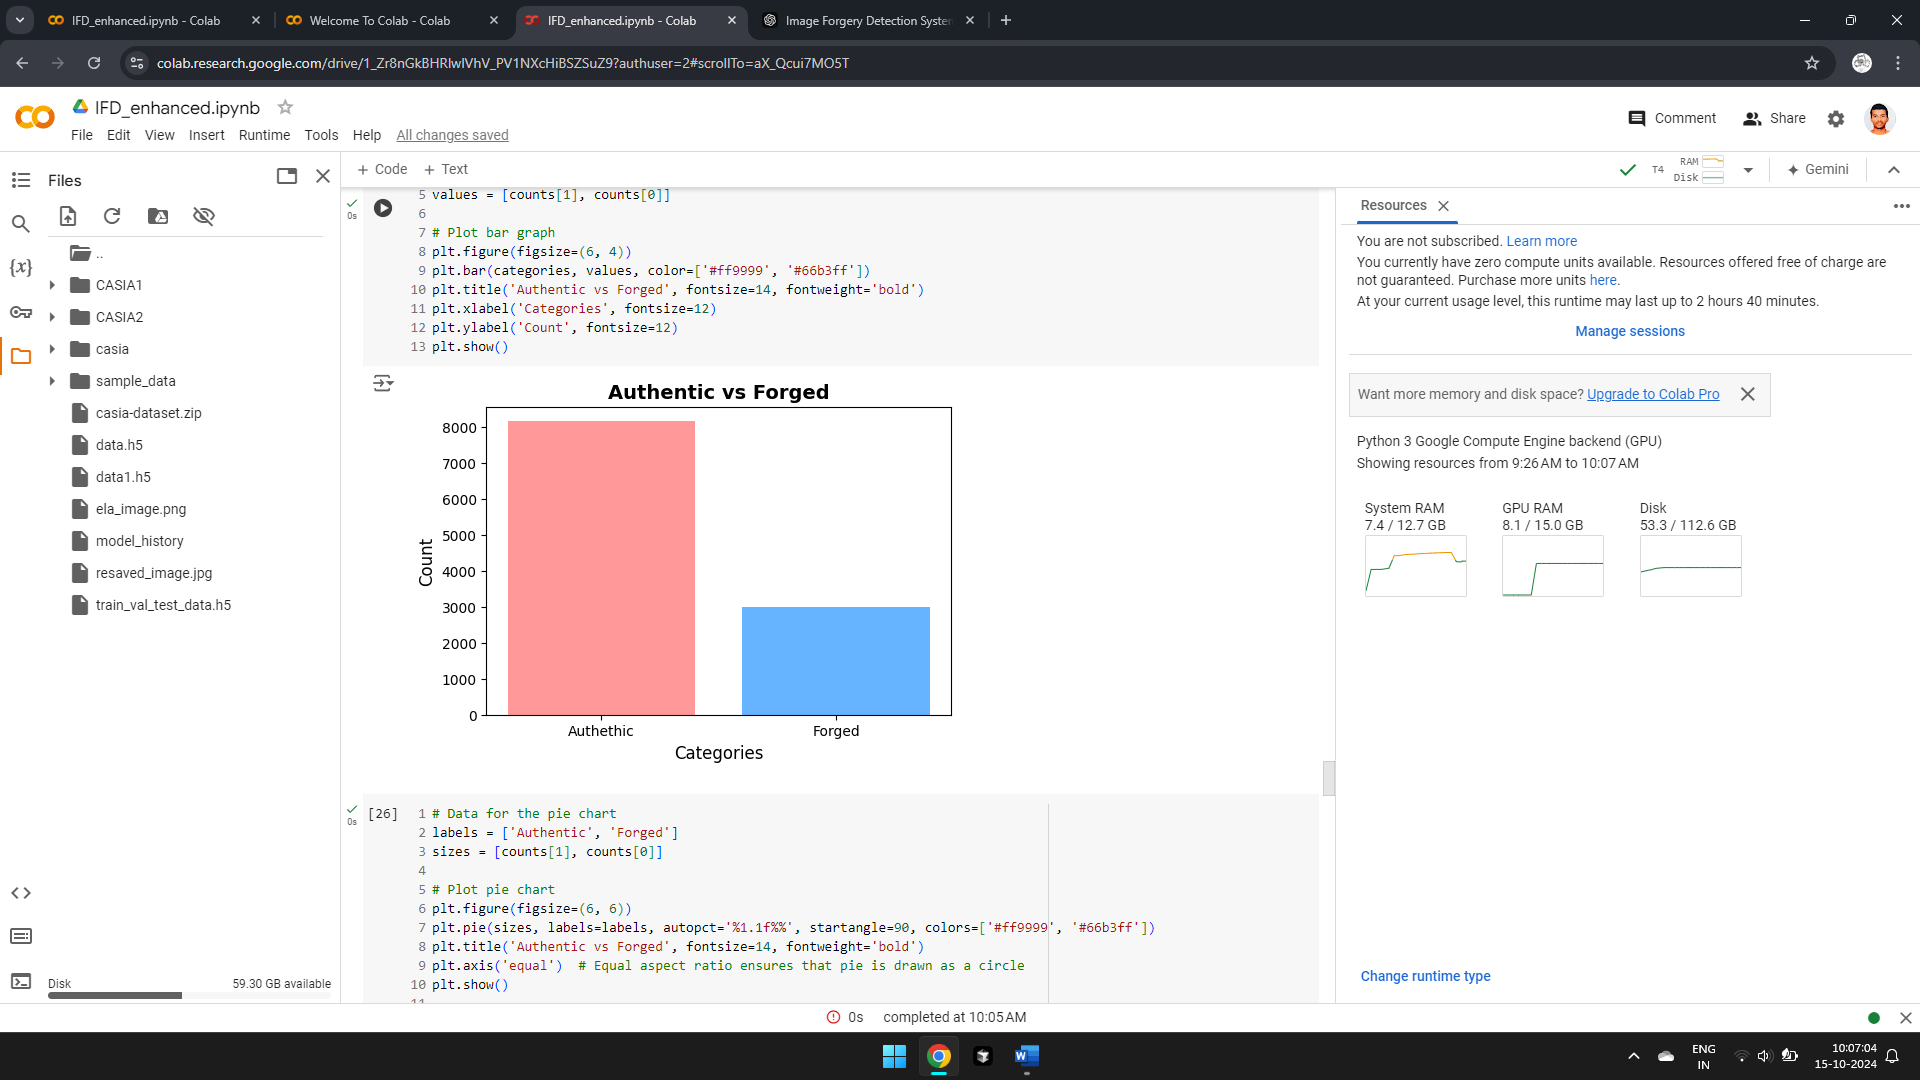 IFD_enhanced.ipynb - Colab
Welcome To Colab - Colab
IFD_enhanced.ipynb - Colab
Image Forgery Detection System
colab.research.google.com/drive/1_Zr8nGkBHRlwlVhV_PV1NXcHiBSZSuZ9?authuser=2#scrollTo=aX_Qcui7MO5T
CO
IFD_enhanced.ipynb
File Edit View Insert Runtime Tools Help All changes saved
Comment
Share
Files
+ Code + Text
T4
RAM
Disk
Gemini
..
CASIA1
CASIA2
casia
sample_data
casia-dataset.zip
data.h5
data1.h5
ela_image.png
model_history
resaved_image.jpg
train_val_test_data.h5
{x}
Disk 59.30 GB available
0s
5 values = [counts[1], counts[0]]
6
7 # Plot bar graph
8 plt.figure(figsize=(6, 4))
9 plt.bar(categories, values, color=['#ff9999', '#66b3ff'])
10 plt.title('Authentic vs Forged', fontsize=14, fontweight='bold')
11 plt.xlabel('Categories', fontsize=12)
12 plt.ylabel('Count', fontsize=12)
13 plt.show()
Authentic vs Forged
8000
7000
6000
5000
4000
3000
2000
1000
0
Count
Authethic
Forged
Categories
0s
[26]
1 # Data for the pie chart
2 labels = ['Authentic', 'Forged']
3 sizes = [counts[1], counts[0]]
4
5 # Plot pie chart
6 plt.figure(figsize=(6, 6))
7 plt.pie(sizes, labels=labels, autopct='%1.1f%%', startangle=90, colors=['#ff9999', '#66b3ff'])
8 plt.title('Authentic vs Forged', fontsize=14, fontweight='bold')
9 plt.axis('equal')  # Equal aspect ratio ensures that pie is drawn as a circle
10 plt.show()
11
Resources
You are not subscribed. Learn more
You currently have zero compute units available. Resources offered free of charge are
not guaranteed. Purchase more units here.
At your current usage level, this runtime may last up to 2 hours 40 minutes.
Manage sessions
Want more memory and disk space? Upgrade to Colab Pro
Python 3 Google Compute Engine backend (GPU)
Showing resources from 9:26 AM to 10:07 AM
System RAM
7.4 / 12.7 GB
GPU RAM
8.1 / 15.0 GB
Disk
53.3 / 112.6 GB
Change runtime type
0s completed at 10:05 AM
ENG
IN
10:07:04
15-10-2024